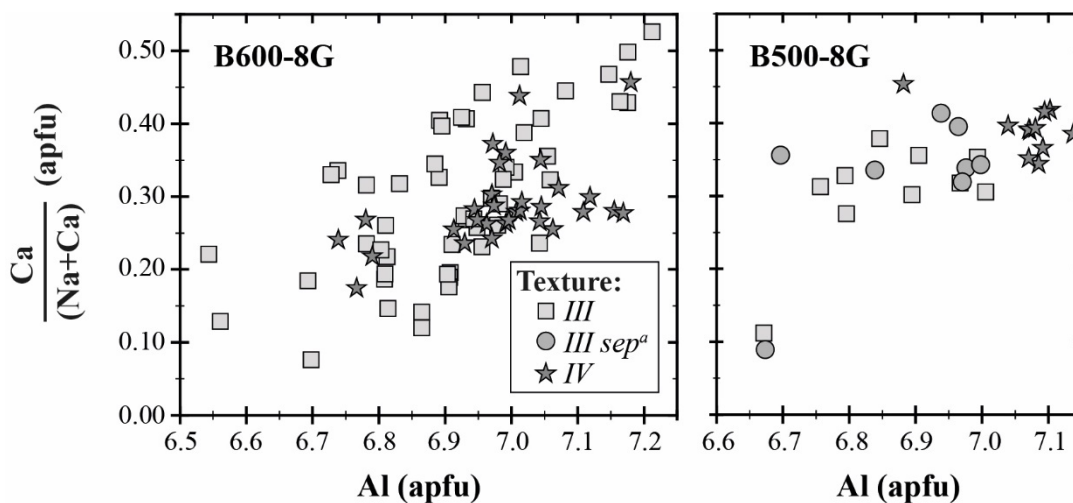 B600-8G
B500-8G
0.50
0.40
0.30
0.20
0.10
0.00
Ca
(Na+Ca)
(apfu)
Texture:
III
III sepᵃ
IV
6.5 6.6 6.7 6.8 6.9 7.0 7.1 7.2
6.6 6.7 6.8 6.9 7.0 7.1
Al (apfu)
Al (apfu)